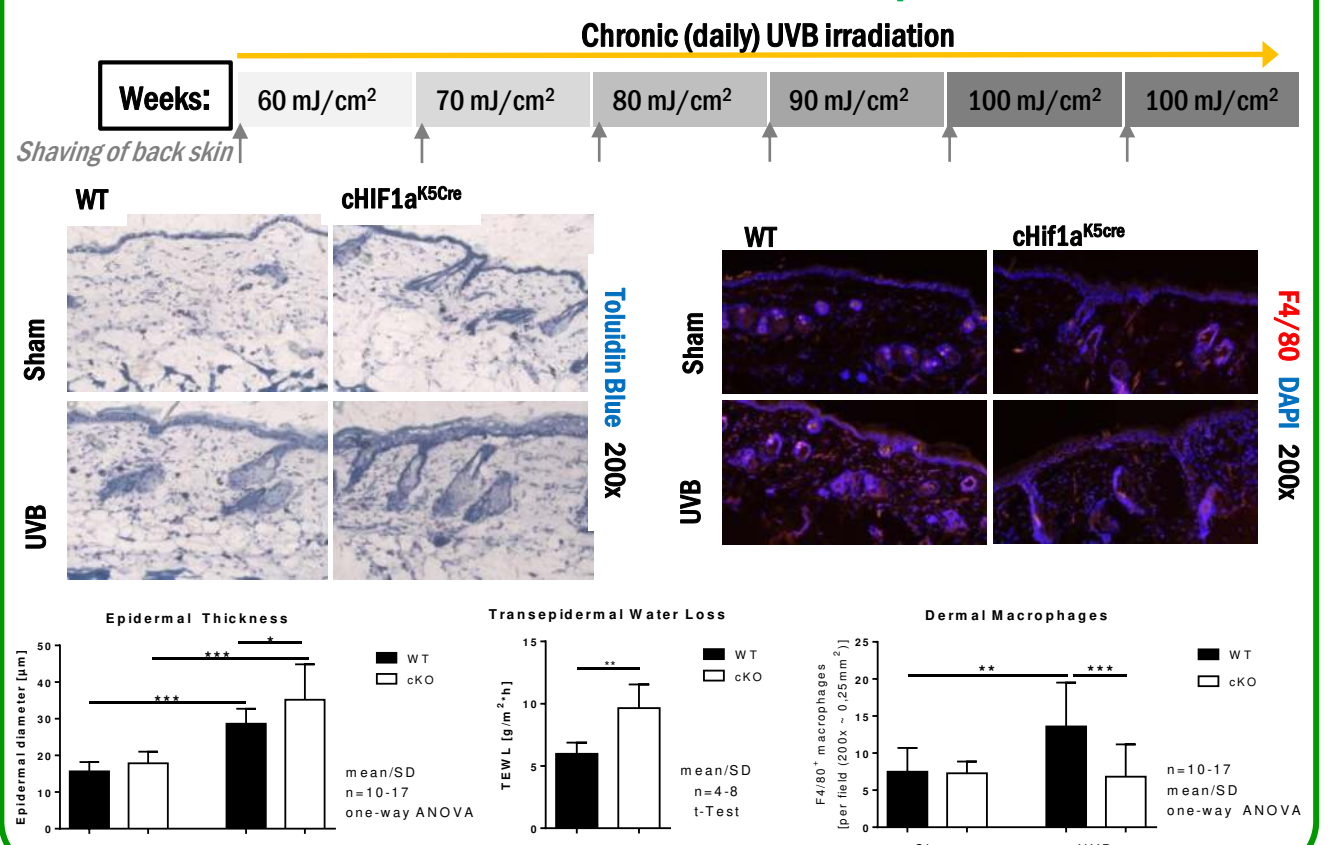 Chronic (daily) UVB irradiation
Weeks: 60 mJ/cm² 70 mJ/cm² 80 mJ/cm² 90 mJ/cm² 100 mJ/cm² 100 mJ/cm²
Shaving of back skin
WT cHIF1a^K5Cre
Sham
UVB
Toluidin Blue 200x
WT cHif1a^K5cre
Sham
UVB
F4/80 DAPI 200x
Epidermal Thickness
Epidermal diameter [µm]
50
40
30
20
10
0
*
***
***
WT
cKO
mean/SD
n=10-17
one-way ANOVA
Transepidermal Water Loss
TEWL [g/m²*h]
15
10
5
0
**
WT
cKO
mean/SD
n=4-8
t-Test
Dermal Macrophages
F4/80⁺ macrophages
[per field (200x ~ 0,25mm²)]
25
20
15
10
5
0
**
***
WT
cKO
n=10-17
mean/SD
one-way ANOVA